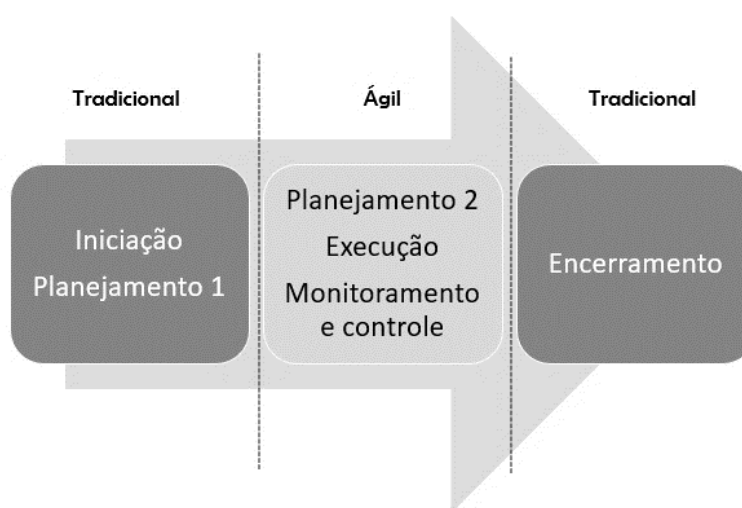 Tradicional
Ágil
Tradicional
Iniciação
Planejamento 1
Planejamento 2
Execução
Monitoramento
e controle
Encerramento